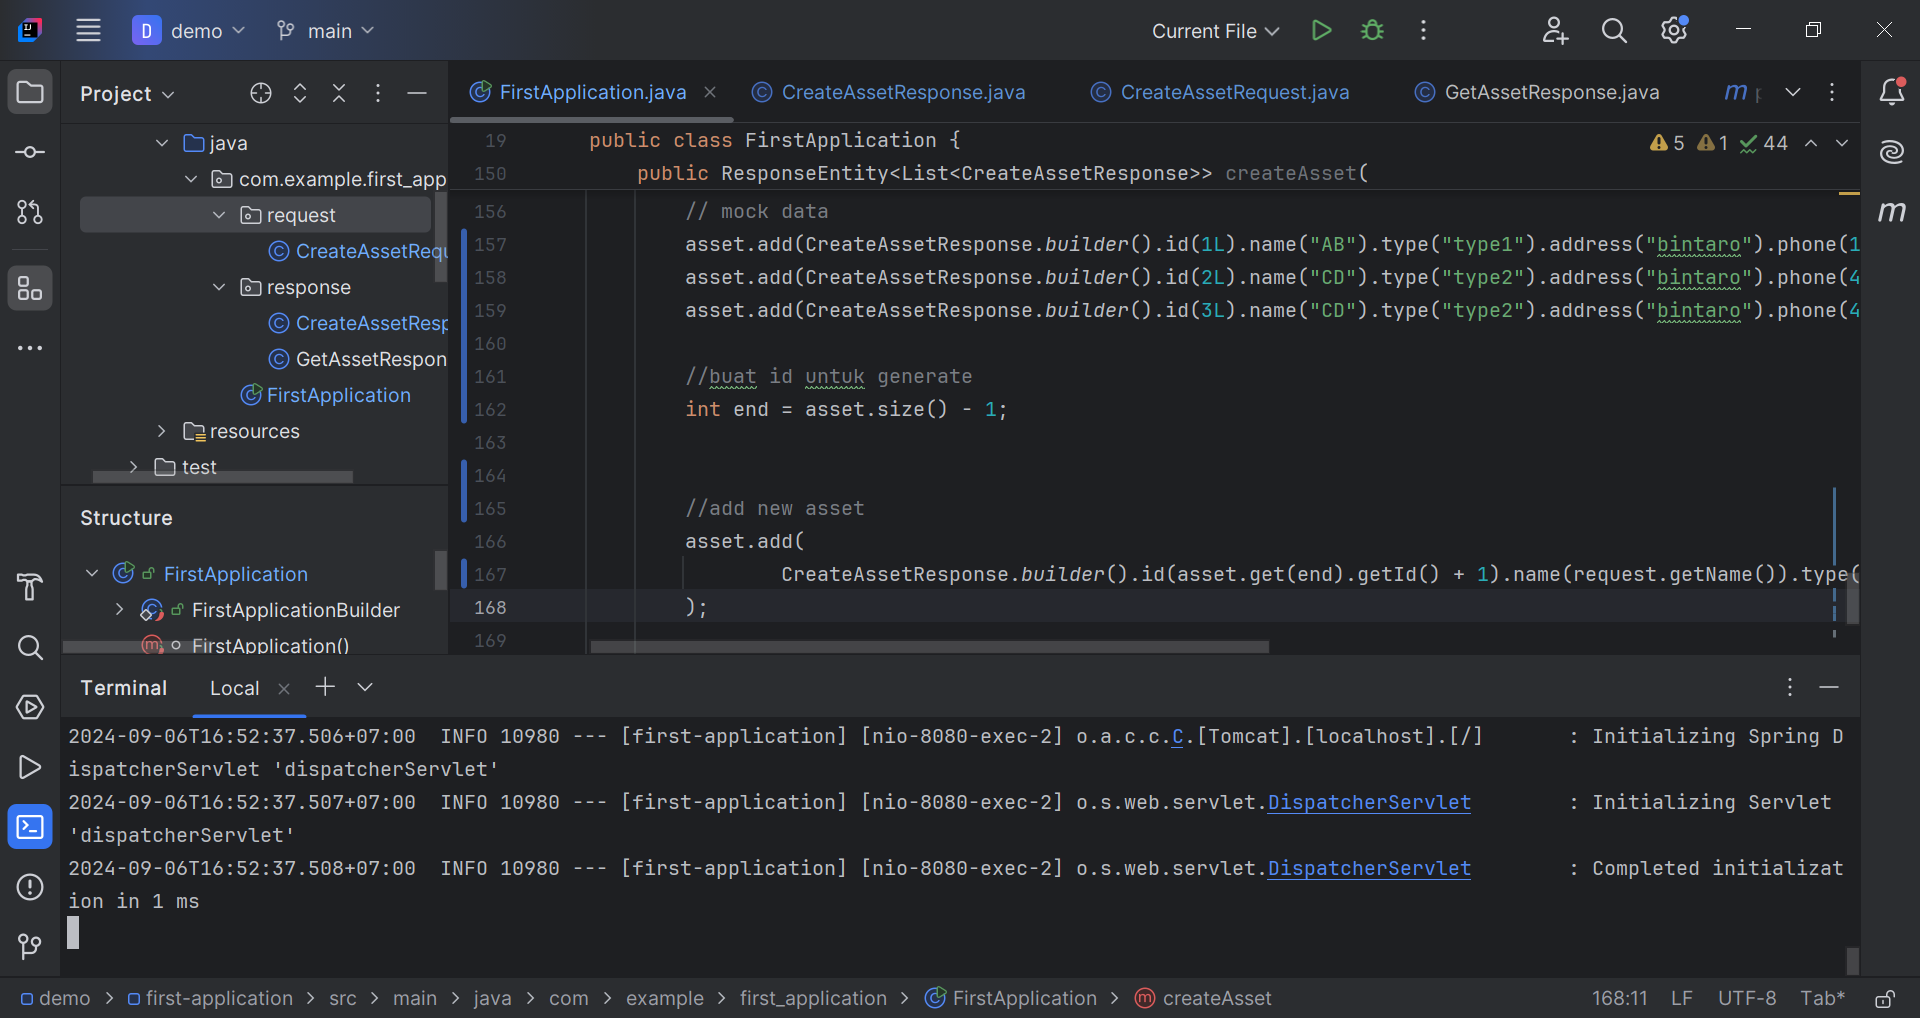 D demo main Current File
Project
FirstApplication.java CreateAssetResponse.java CreateAssetRequest.java GetAssetResponse.java m
java
com.example.first_app
request
CreateAssetRequ
response
CreateAssetResp
GetAssetRespon
FirstApplication
resources
test
Structure
FirstApplication
FirstApplicationBuilder
FirstApplication()
5 1 44
19 public class FirstApplication {
150 public ResponseEntity<List<CreateAssetResponse>> createAsset(
156 // mock data
157 asset.add(CreateAssetResponse.builder().id(1L).name("AB").type("type1").address("bintaro").phone(1
158 asset.add(CreateAssetResponse.builder().id(2L).name("CD").type("type2").address("bintaro").phone(4
159 asset.add(CreateAssetResponse.builder().id(3L).name("CD").type("type2").address("bintaro").phone(4
160
161 //buat id untuk generate
162 int end = asset.size() - 1;
163
164
165 //add new asset
166 asset.add(
167 CreateAssetResponse.builder().id(asset.get(end).getId() + 1).name(request.getName()).type(
168 );
169
m
Terminal Local
2024-09-06T16:52:37.506+07:00  INFO 10980 --- [first-application] [nio-8080-exec-2] o.a.c.c.C.[Tomcat].[localhost].[/]       : Initializing Spring D
ispatcherServlet 'dispatcherServlet'
2024-09-06T16:52:37.507+07:00  INFO 10980 --- [first-application] [nio-8080-exec-2] o.s.web.servlet.DispatcherServlet        : Initializing Servlet
'dispatcherServlet'
2024-09-06T16:52:37.508+07:00  INFO 10980 --- [first-application] [nio-8080-exec-2] o.s.web.servlet.DispatcherServlet        : Completed initializat
ion in 1 ms
demo > first-application > src > main > java > com > example > first_application > FirstApplication > createAsset 168:11 LF UTF-8 Tab*